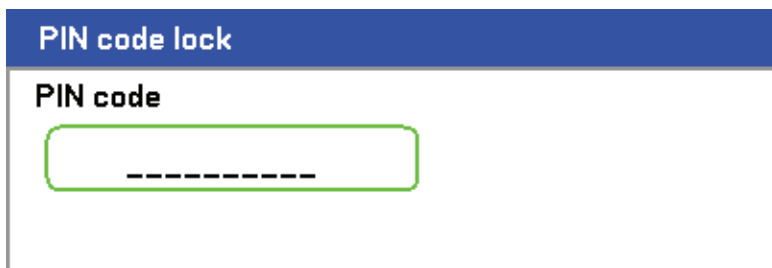 PIN code lock
PIN code
_ _ _ _ _ _ _ _ _ _